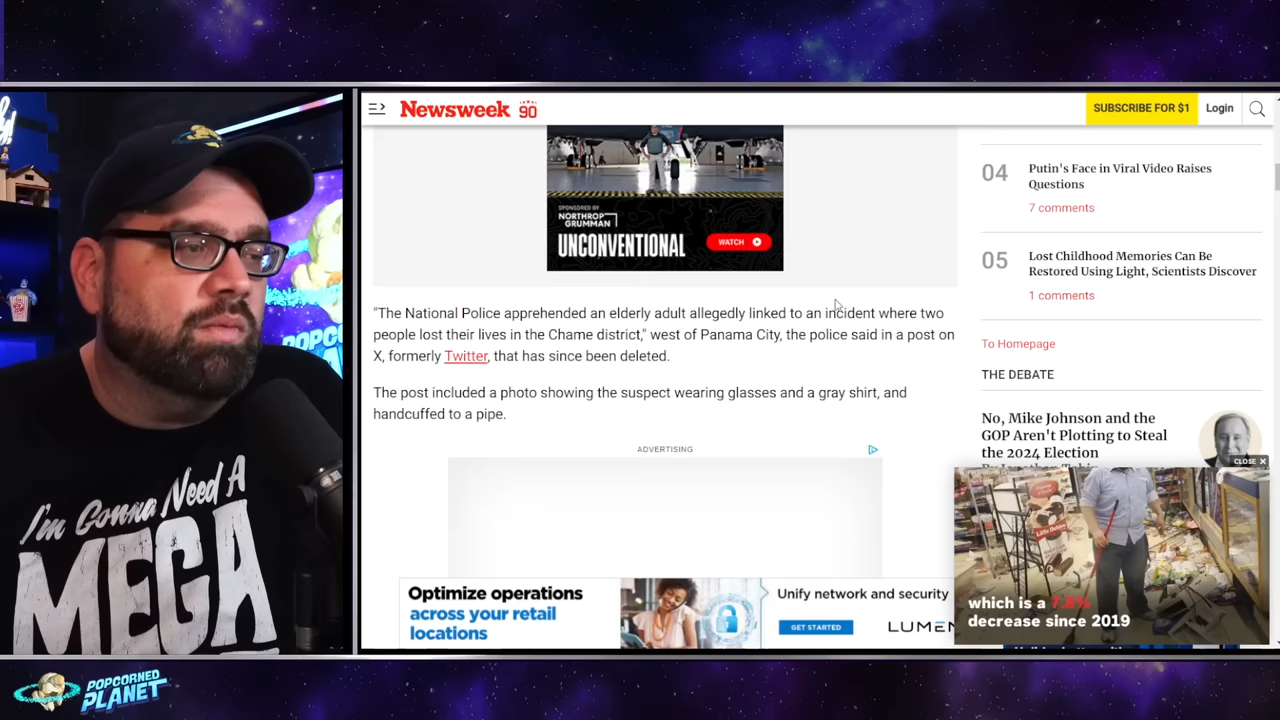 Newsweek 90
SUBSCRIBE FOR $1
Login
SPONSORED BY
NORTHROP
GRUMMAN
UNCONVENTIONAL
WATCH
"The National Police apprehended an elderly adult allegedly linked to an incident where two
people lost their lives in the Chame district," west of Panama City, the police said in a post on
X, formerly Twitter, that has since been deleted.
The post included a photo showing the suspect wearing glasses and a gray shirt, and
handcuffed to a pipe.
ADVERTISING
Optimize operations
across your retail
locations
Unify network and security
GET STARTED
LUMEN
04
Putin's Face in Viral Video Raises
Questions
7 comments
05
Lost Childhood Memories Can Be
Restored Using Light, Scientists Discover
1 comments
To Homepage
THE DEBATE
No, Mike Johnson and the
GOP Aren't Plotting to Steal
the 2024 Election
CLOSE X
Little Debbie
which is a 7.8%
decrease since 2019
I'm Gonna Need A
MEGA
POPCORNED
PLANET